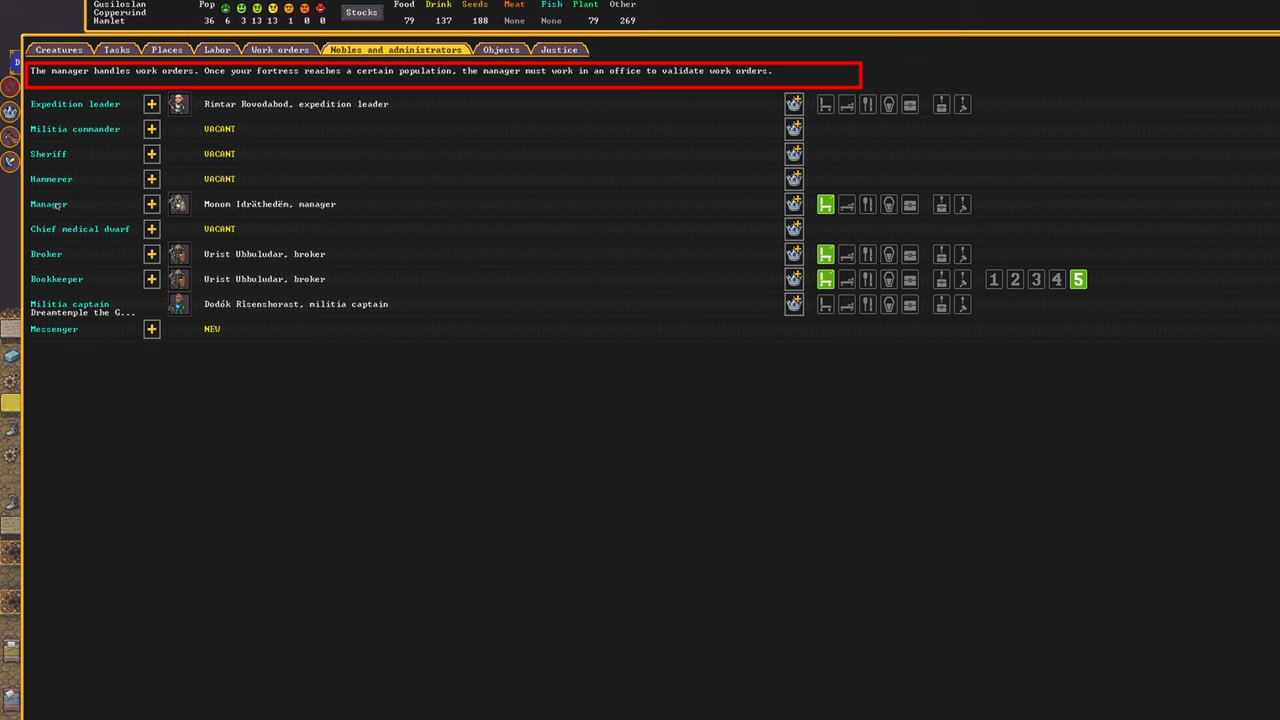 Gusiloslan Pop Food Drink Seeds Meat Fish Plant Other
Copperwind Stocks
Hamlet 36 6 3 13 13 1 0 0 79 137 188 None None 79 269
Creatures Tasks Places Labor Work orders Nobles and administrators Objects Justice
The manager handles work orders. Once your fortress reaches a certain population, the manager must work in an office to validate work orders.
Expedition leader Rimtar Rovodabod, expedition leader
Militia commander VACANT
Sheriff VACANT
Hammerer VACANT
Manager Monom Idräthedêm, manager
Chief medical dwarf VACANT
Broker Urist Ubbuludar, broker
Bookkeeper Urist Ubbuludar, broker 1 2 3 4 5
Militia captain Dodók Rîsenshorast, militia captain
Dreamtemple the G...
Messenger NEW